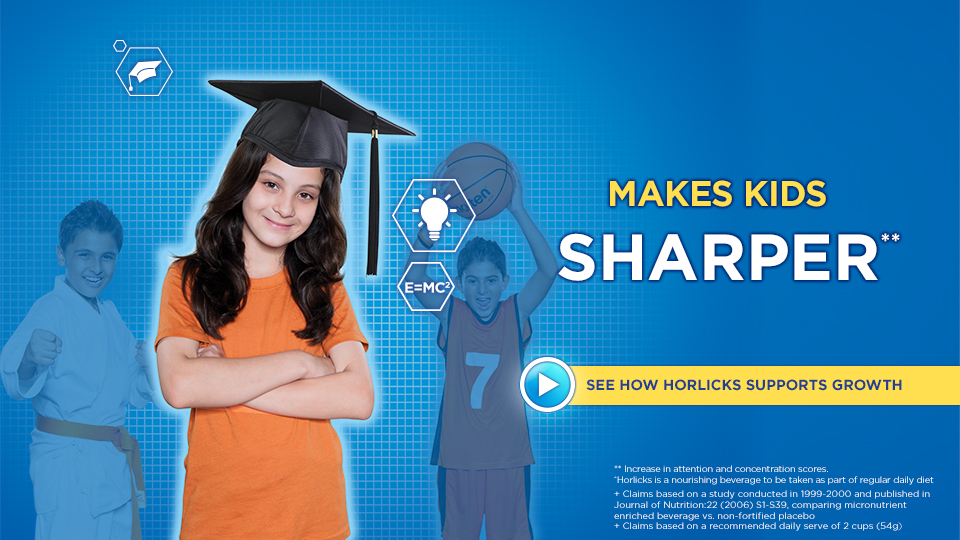 MAKES KIDS
SHARPER**
E=MC²
7
SEE HOW HORLICKS SUPPORTS GROWTH
** Increase in attention and concentration scores.
*Horlicks is a nourishing beverage to be taken as part of regular daily diet
+ Claims based on a study conducted in 1999-2000 and published in
Journal of Nutrition:22 (2006) S1-S39, comparing micronutrient
enriched beverage vs. non-fortified placebo
+ Claims based on a recommended daily serve of 2 cups (54g)